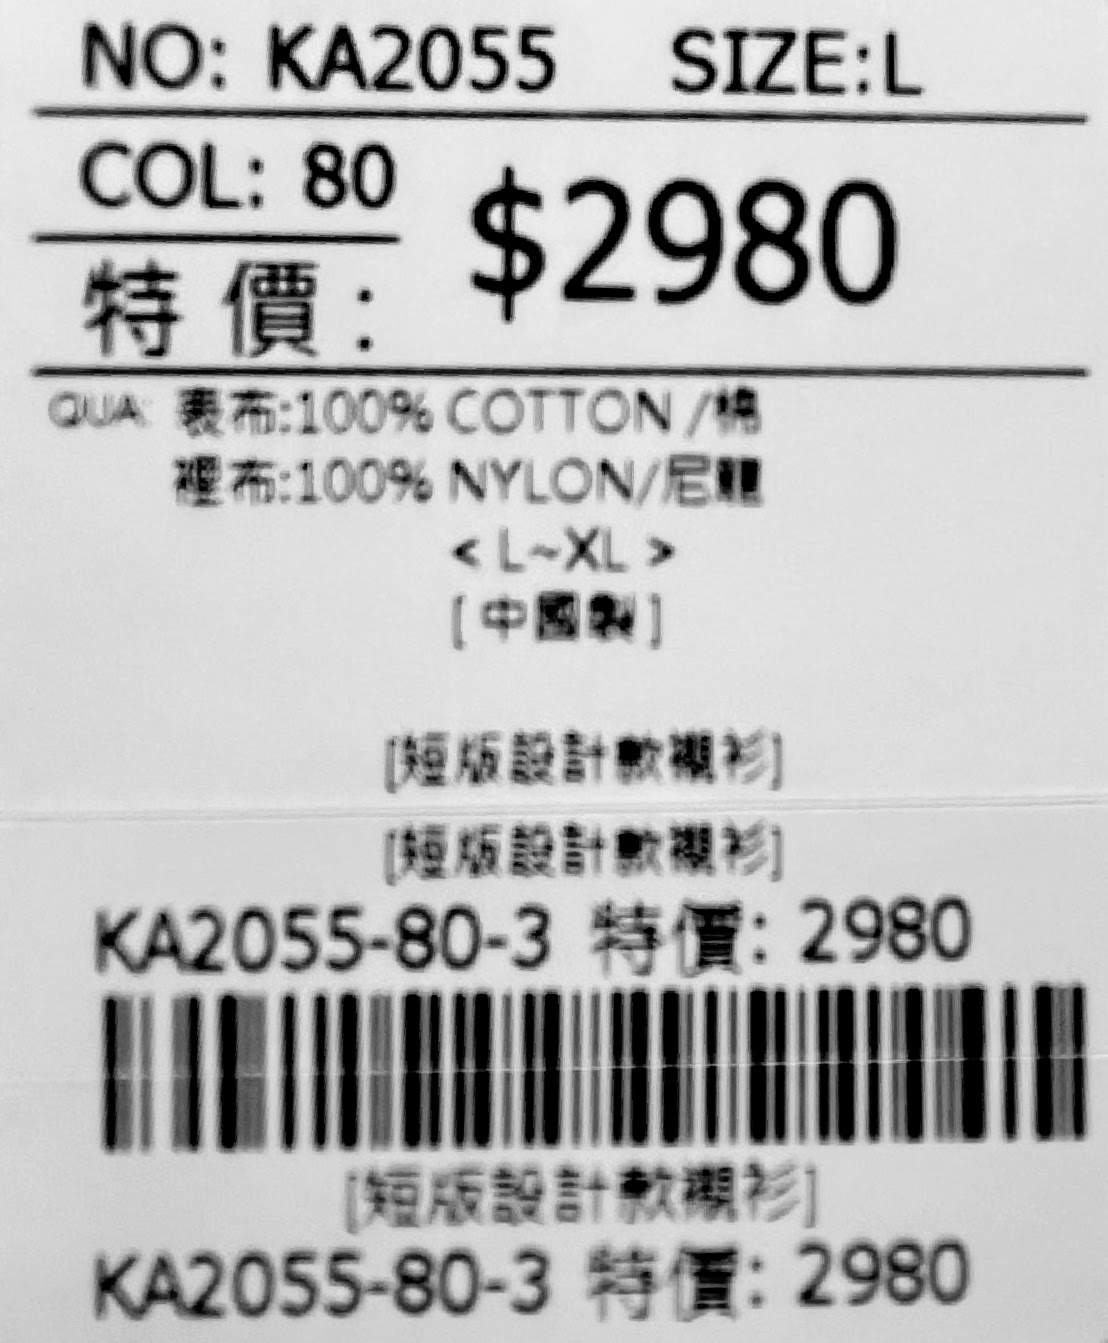 NO: KA2055 SIZE:L
COL: 80
$2980
特價:
QUA: 表布:100% COTTON /棉
裡布:100% NYLON/尼龍
< L~XL >
[中國製]
[短版設計款襯衫]
[短版設計款襯衫]
KA2055-80-3 特價: 2980
[短版設計款襯衫]
KA2055-80-3 特價: 2980